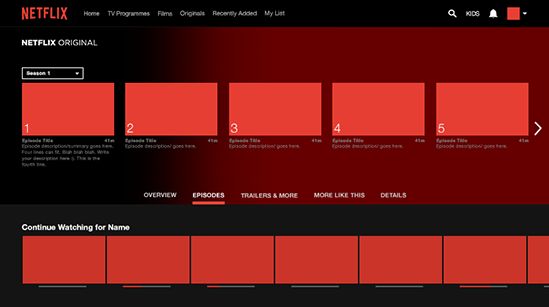 NETFLIX Home TV Programmes Films Originals Recently Added My List KIDS
NETFLIX ORIGINAL
Season 1
1 2 3 4 5
Episode Title 41m Episode Title 41m Episode Title 41m Episode Title 41m Episode Title 41m
Episode description/summary goes here. Episode description/ goes here. Episode description/ goes here. Episode description/ goes here. Episode description/ goes here.
Four lines can fit. Blah blah blah. Write
your description here :). This is the
fourth line.
OVERVIEW EPISODES TRAILERS & MORE MORE LIKE THIS DETAILS
Continue Watching for Name